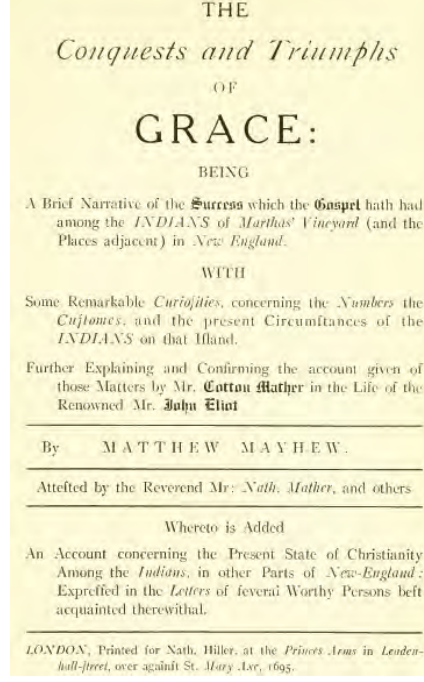 THE
Conquests and Triumphs
OF
GRACE:
BEING
A Brief Narrative of the Success which the Gospel hath had
among the INDIANS of Marthas' Vineyard (and the
Places adjacent) in New England.
WITH
Some Remarkable Curioſities, concerning the Numbers the
Cuſtomes, and the preſent Circumſtances of the
INDIANS on that Iſland.
Further Explaining and Confirming the account given of
those Matters by Mr. Cotton Mather in the Life of the
Renowned Mr. John Eliot
By MATTHEW MAYHEW.
Atteſted by the Reverend Mr: Nath. Mather, and others
Whereto is Added
An Account concerning the Present State of Christianity
Among the Indians, in other Parts of New-England:
Expreſſed in the Letters of ſeveral Worthy Persons beſt
acquainted therewithal.
LONDON, Printed for Nath. Hiller, at the Princes Arms in Leaden-
hall-ſtreet, over againſt St. Mary Axe, 1695.